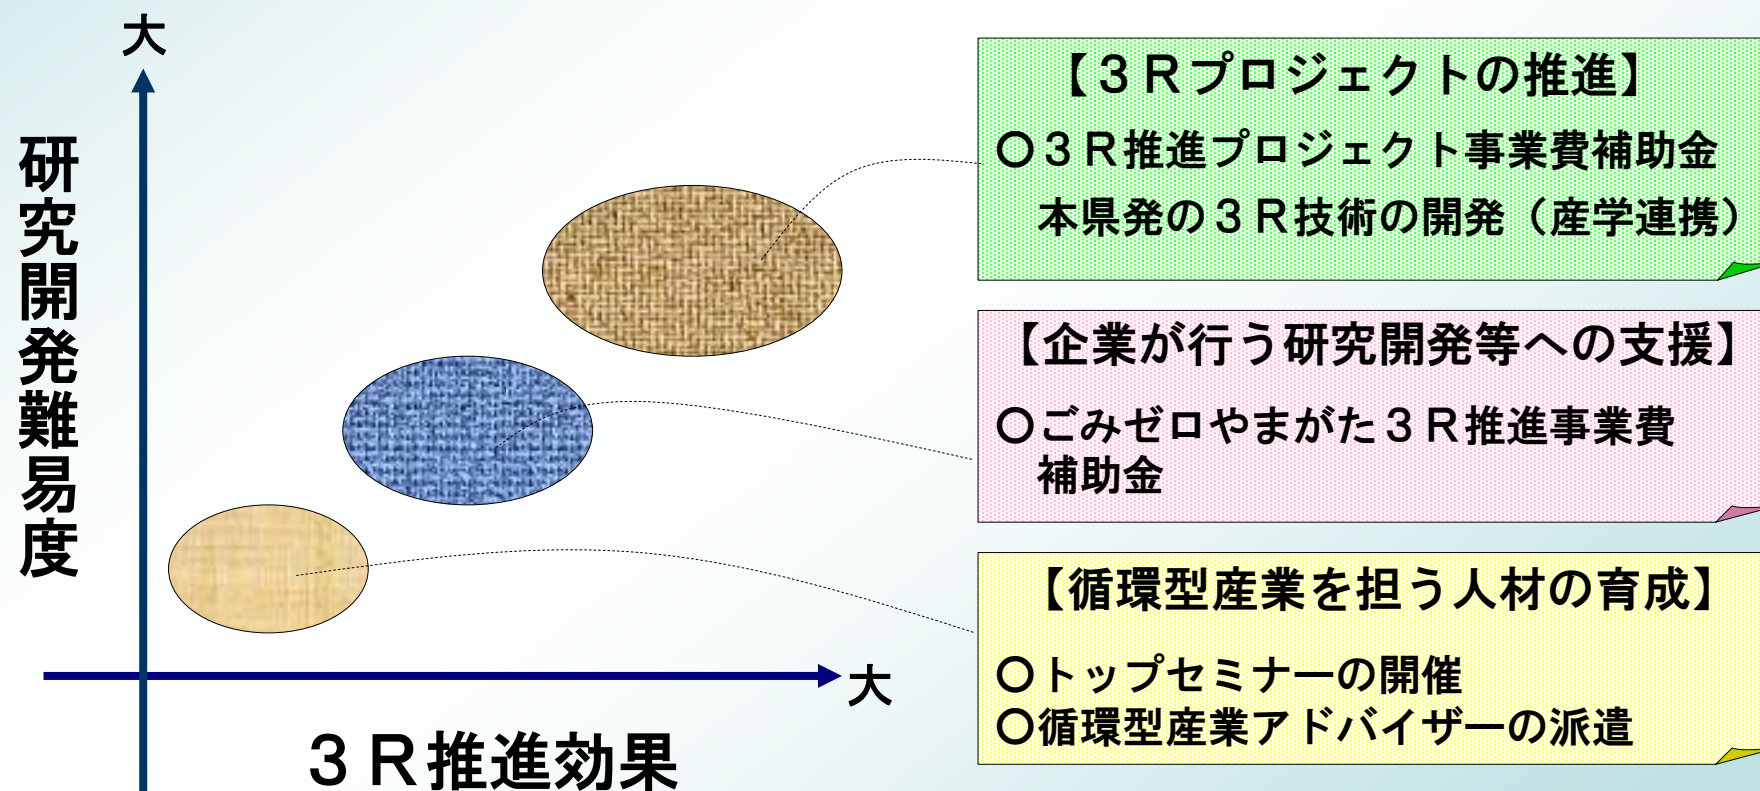 大
研究開発難易度
大
３Ｒ推進効果
【３Ｒプロジェクトの推進】
〇３Ｒ推進プロジェクト事業費補助金
本県発の３Ｒ技術の開発（産学連携）
【企業が行う研究開発等への支援】
〇ごみゼロやまがた３Ｒ推進事業費
補助金
【循環型産業を担う人材の育成】
〇トップセミナーの開催
〇循環型産業アドバイザーの派遣